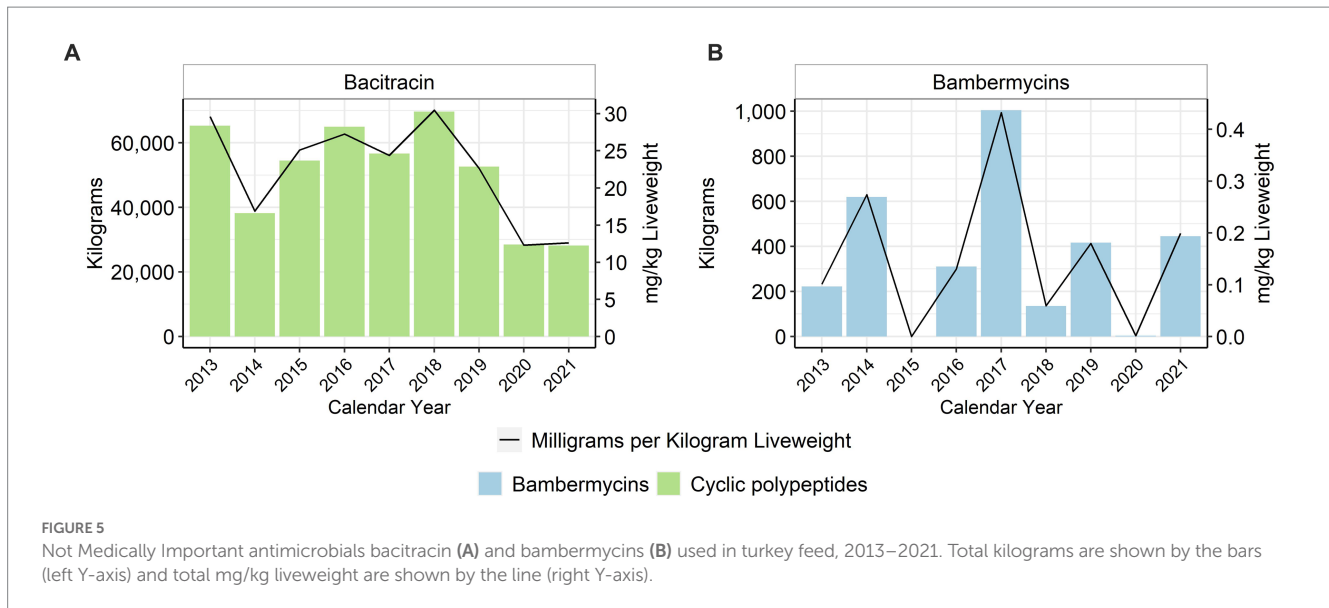 A
Bacitracin
Kilograms
60,000
40,000
20,000
0
30
25
20
15
10
5
0
mg/kg Liveweight
2013 2014 2015 2016 2017 2018 2019 2020 2021
Calendar Year
B
Bambermycins
Kilograms
1,000
800
600
400
200
0
0.4
0.3
0.2
0.1
0.0
mg/kg Liveweight
2013 2014 2015 2016 2017 2018 2019 2020 2021
Calendar Year
Milligrams per Kilogram Liveweight
Bambermycins Cyclic polypeptides
FIGURE 5
Not Medically Important antimicrobials bacitracin (A) and bambermycins (B) used in turkey feed, 2013–2021. Total kilograms are shown by the bars
(left Y-axis) and total mg/kg liveweight are shown by the line (right Y-axis).